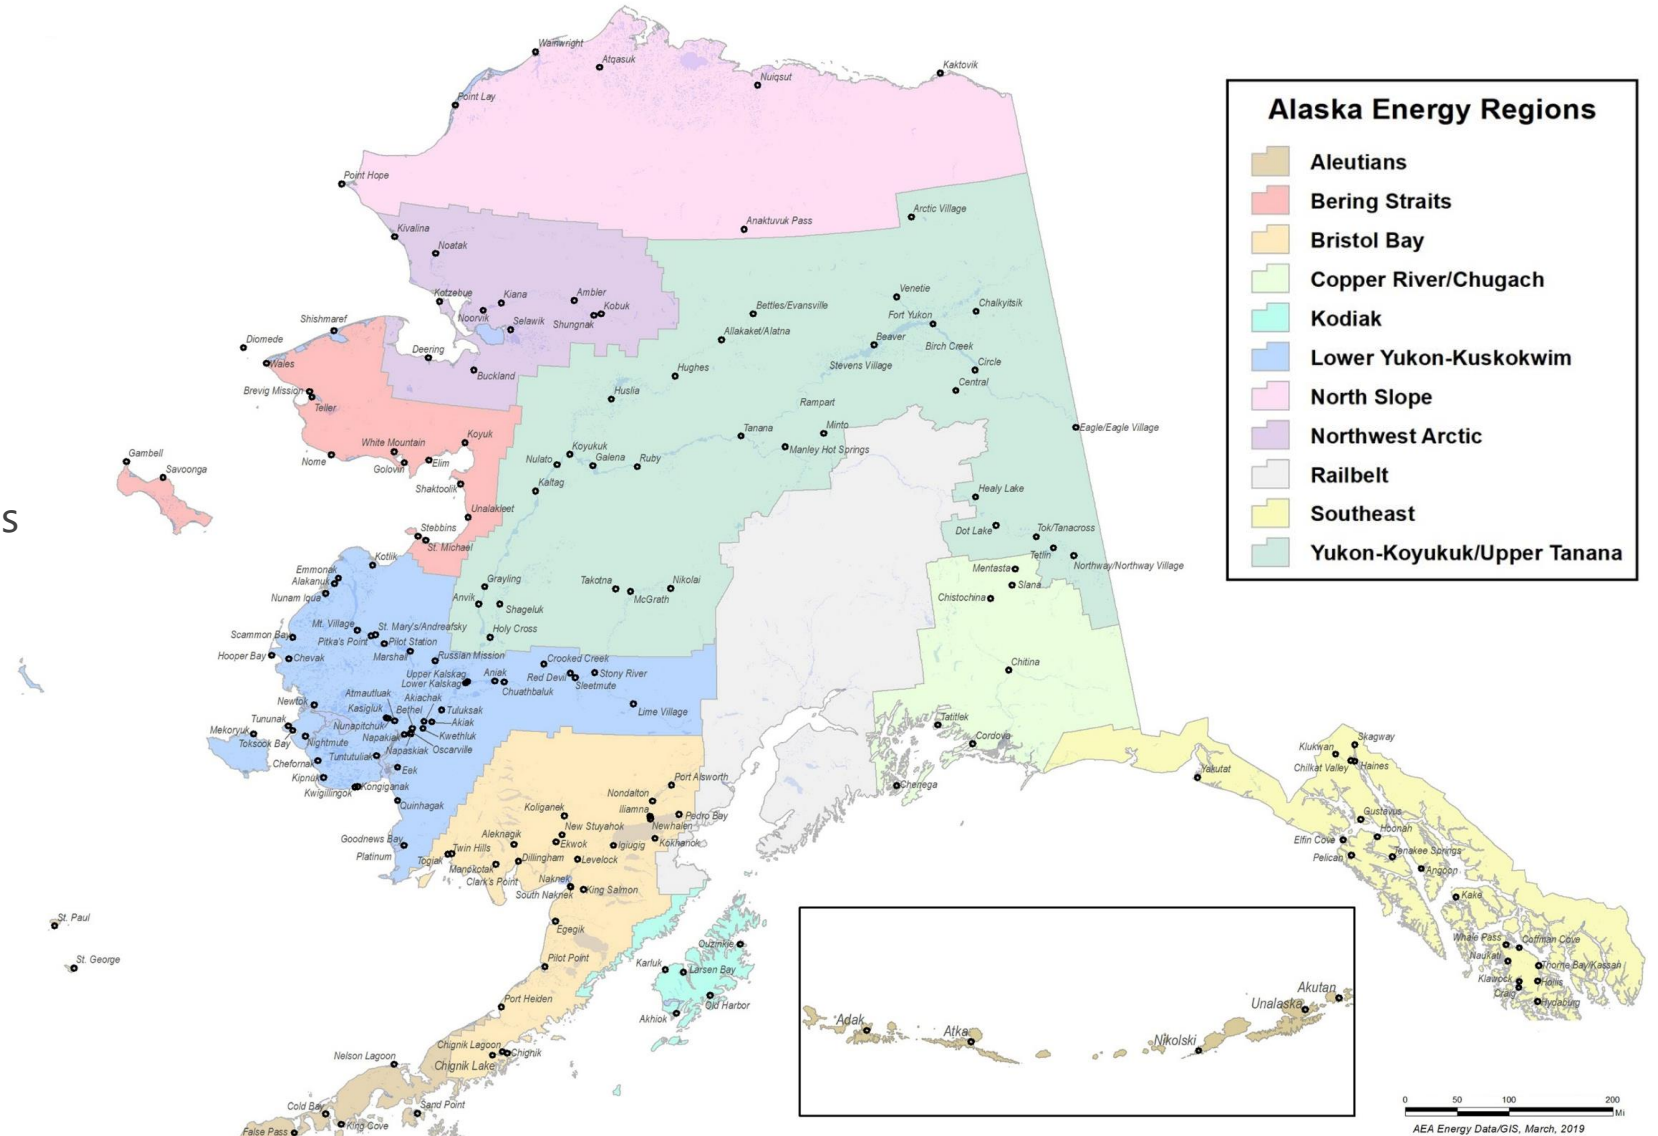 Wainwright
Atqasuk
Kaktovik
Nuiqsut
Point Lay
Point Hope
Anaktuvuk Pass
Arctic Village
Kivalina
Noatak
Kotzebue
Kiana
Ambler
Kobuk
Noorvik
Selawik
Shungnak
Bettles/Evansville
Venetie
Chalkyitsik
Fort Yukon
Shishmaref
Diomede
Deering
Allakaket/Alatna
Beaver
Birch Creek
Wales
Buckland
Hughes
Stevens Village
Circle
Brevig Mission
Teller
Huslia
Central
Rampart
Koyuk
White Mountain
Tanana
Minto
Eagle/Eagle Village
Nome
Golovin
Elim
Koyukuk
Nulato
Galena
Ruby
Manley Hot Springs
Gambell
Savoonga
Shaktoolik
Kaltag
Healy Lake
Unalakleet
s
Stebbins
St. Michael
Dot Lake
Tok/Tanacross
Tetlin
Northway/Northway Village
Kotlik
Emmonak
Alakanuk
Nunam Iqua
Grayling
Anvik
Shageluk
Takotna
McGrath
Nikolai
Mentasta
Slana
Chistochina
Mt. Village
St. Mary's/Andreafsky
Pitka's Point
Pilot Station
Holy Cross
Scammon Bay
Hooper Bay
Chevak
Marshall
Russian Mission
Crooked Creek
Upper Kalskag
Lower Kalskag
Aniak
Chuathbaluk
Red Devil
Sleetmute
Stony River
Lime Village
Chitina
Newtok
Atmautluak
Akiachak
Kasigluk
Bethel
Tuluksak
Nunapitchuk
Akiak
Mekoryuk
Tununak
Toksook Bay
Nightmute
Napakiak
Kwethluk
Napaskiak
Oscarville
Tatitlek
Cordova
Chenega
Chefornak
Tuntutuliak
Eek
Kipnuk
Kwigillingok
Kongiganak
Quinhagak
Goodnews Bay
Platinum
Port Alsworth
Nondalton
Iliamna
Pedro Bay
Newhalen
Koliganek
New Stuyahok
Aleknagik
Ekwok
Igiugig
Kokhanok
Togiak
Twin Hills
Manokotak
Dillingham
Levelock
Clark's Point
Naknek
South Naknek
King Salmon
Egegik
Pilot Point
Port Heiden
Chignik Lagoon
Chignik
Chignik Lake
Nelson Lagoon
Cold Bay
King Cove
Sand Point
False Pass
St. Paul
St. George
Ouzinkie
Karluk
Larsen Bay
Old Harbor
Akhiok
Yakutat
Klukwan
Skagway
Chilkat Valley
Haines
Gustavus
Elfin Cove
Hoonah
Pelican
Tenakee Springs
Angoon
Kake
Whale Pass
Coffman Cove
Naukati
Thorne Bay/Kassan
Klawock
Hollis
Craig
Hydaburg
Adak
Atka
Nikolski
Unalaska
Akutan
Alaska Energy Regions
Aleutians
Bering Straits
Bristol Bay
Copper River/Chugach
Kodiak
Lower Yukon-Kuskokwim
North Slope
Northwest Arctic
Railbelt
Southeast
Yukon-Koyukuk/Upper Tanana
0 50 100 200
Mi
AEA Energy Data/GIS, March, 2019